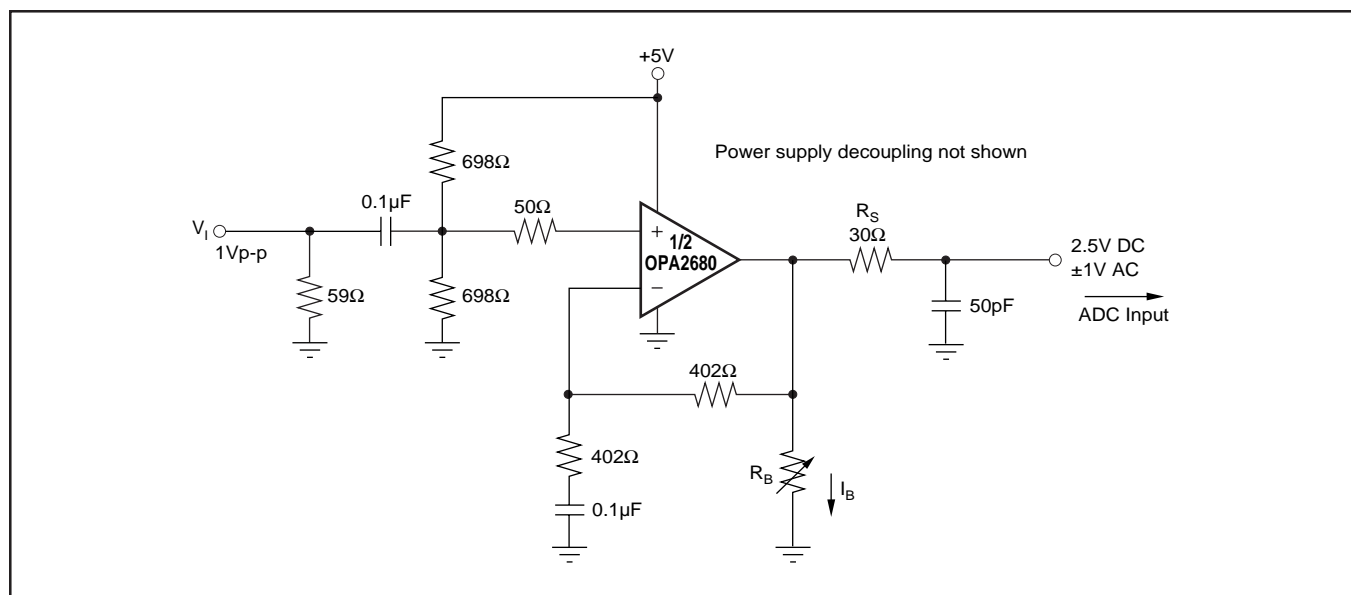 +5V
Power supply decoupling not shown
698Ω
0.1µF
50Ω
V_I
1Vp-p
59Ω
698Ω
+
1/2
OPA2680
−
R_S
30Ω
2.5V DC
±1V AC
50pF
ADC Input
402Ω
402Ω
0.1µF
R_B
I_B